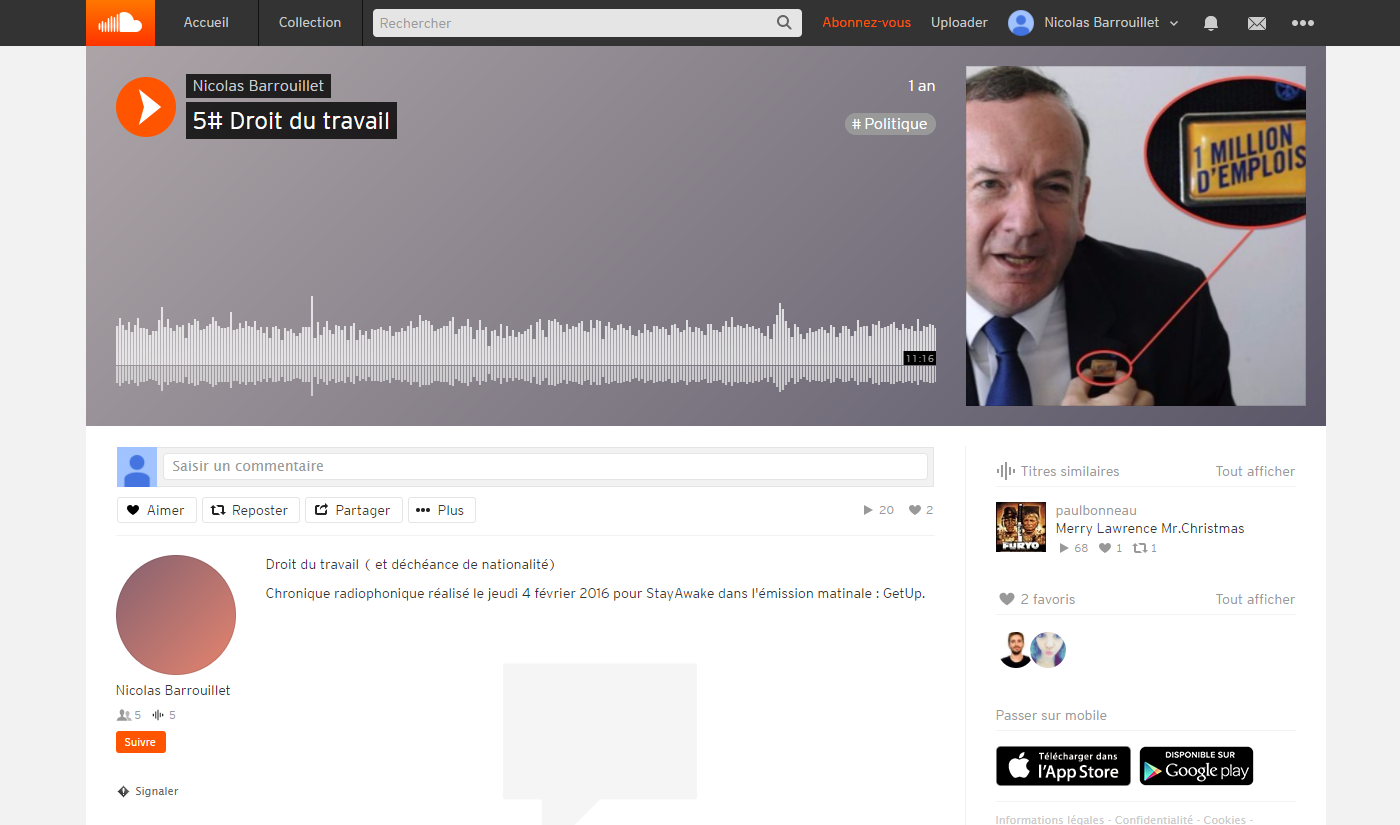 Accueil
Collection
Rechercher
Abonnez-vous
Uploader
Nicolas Barrouillet
Nicolas Barrouillet
5# Droit du travail
1 an
# Politique
1 MILLION
D'EMPLOIS
11:16
Saisir un commentaire
Aimer
Reposter
Partager
Plus
20
2
Droit du travail ( et déchéance de nationalité)
Chronique radiophonique réalisé le jeudi 4 février 2016 pour StayAwake dans l'émission matinale : GetUp.
Nicolas Barrouillet
5
5
Suivre
Signaler
Titres similaires
Tout afficher
FURYO
paulbonneau
Merry Lawrence Mr.Christmas
68
1
1
2 favoris
Tout afficher
Passer sur mobile
Télécharger dans
l'App Store
DISPONIBLE SUR
Google play
Informations légales - Confidentialité - Cookies -